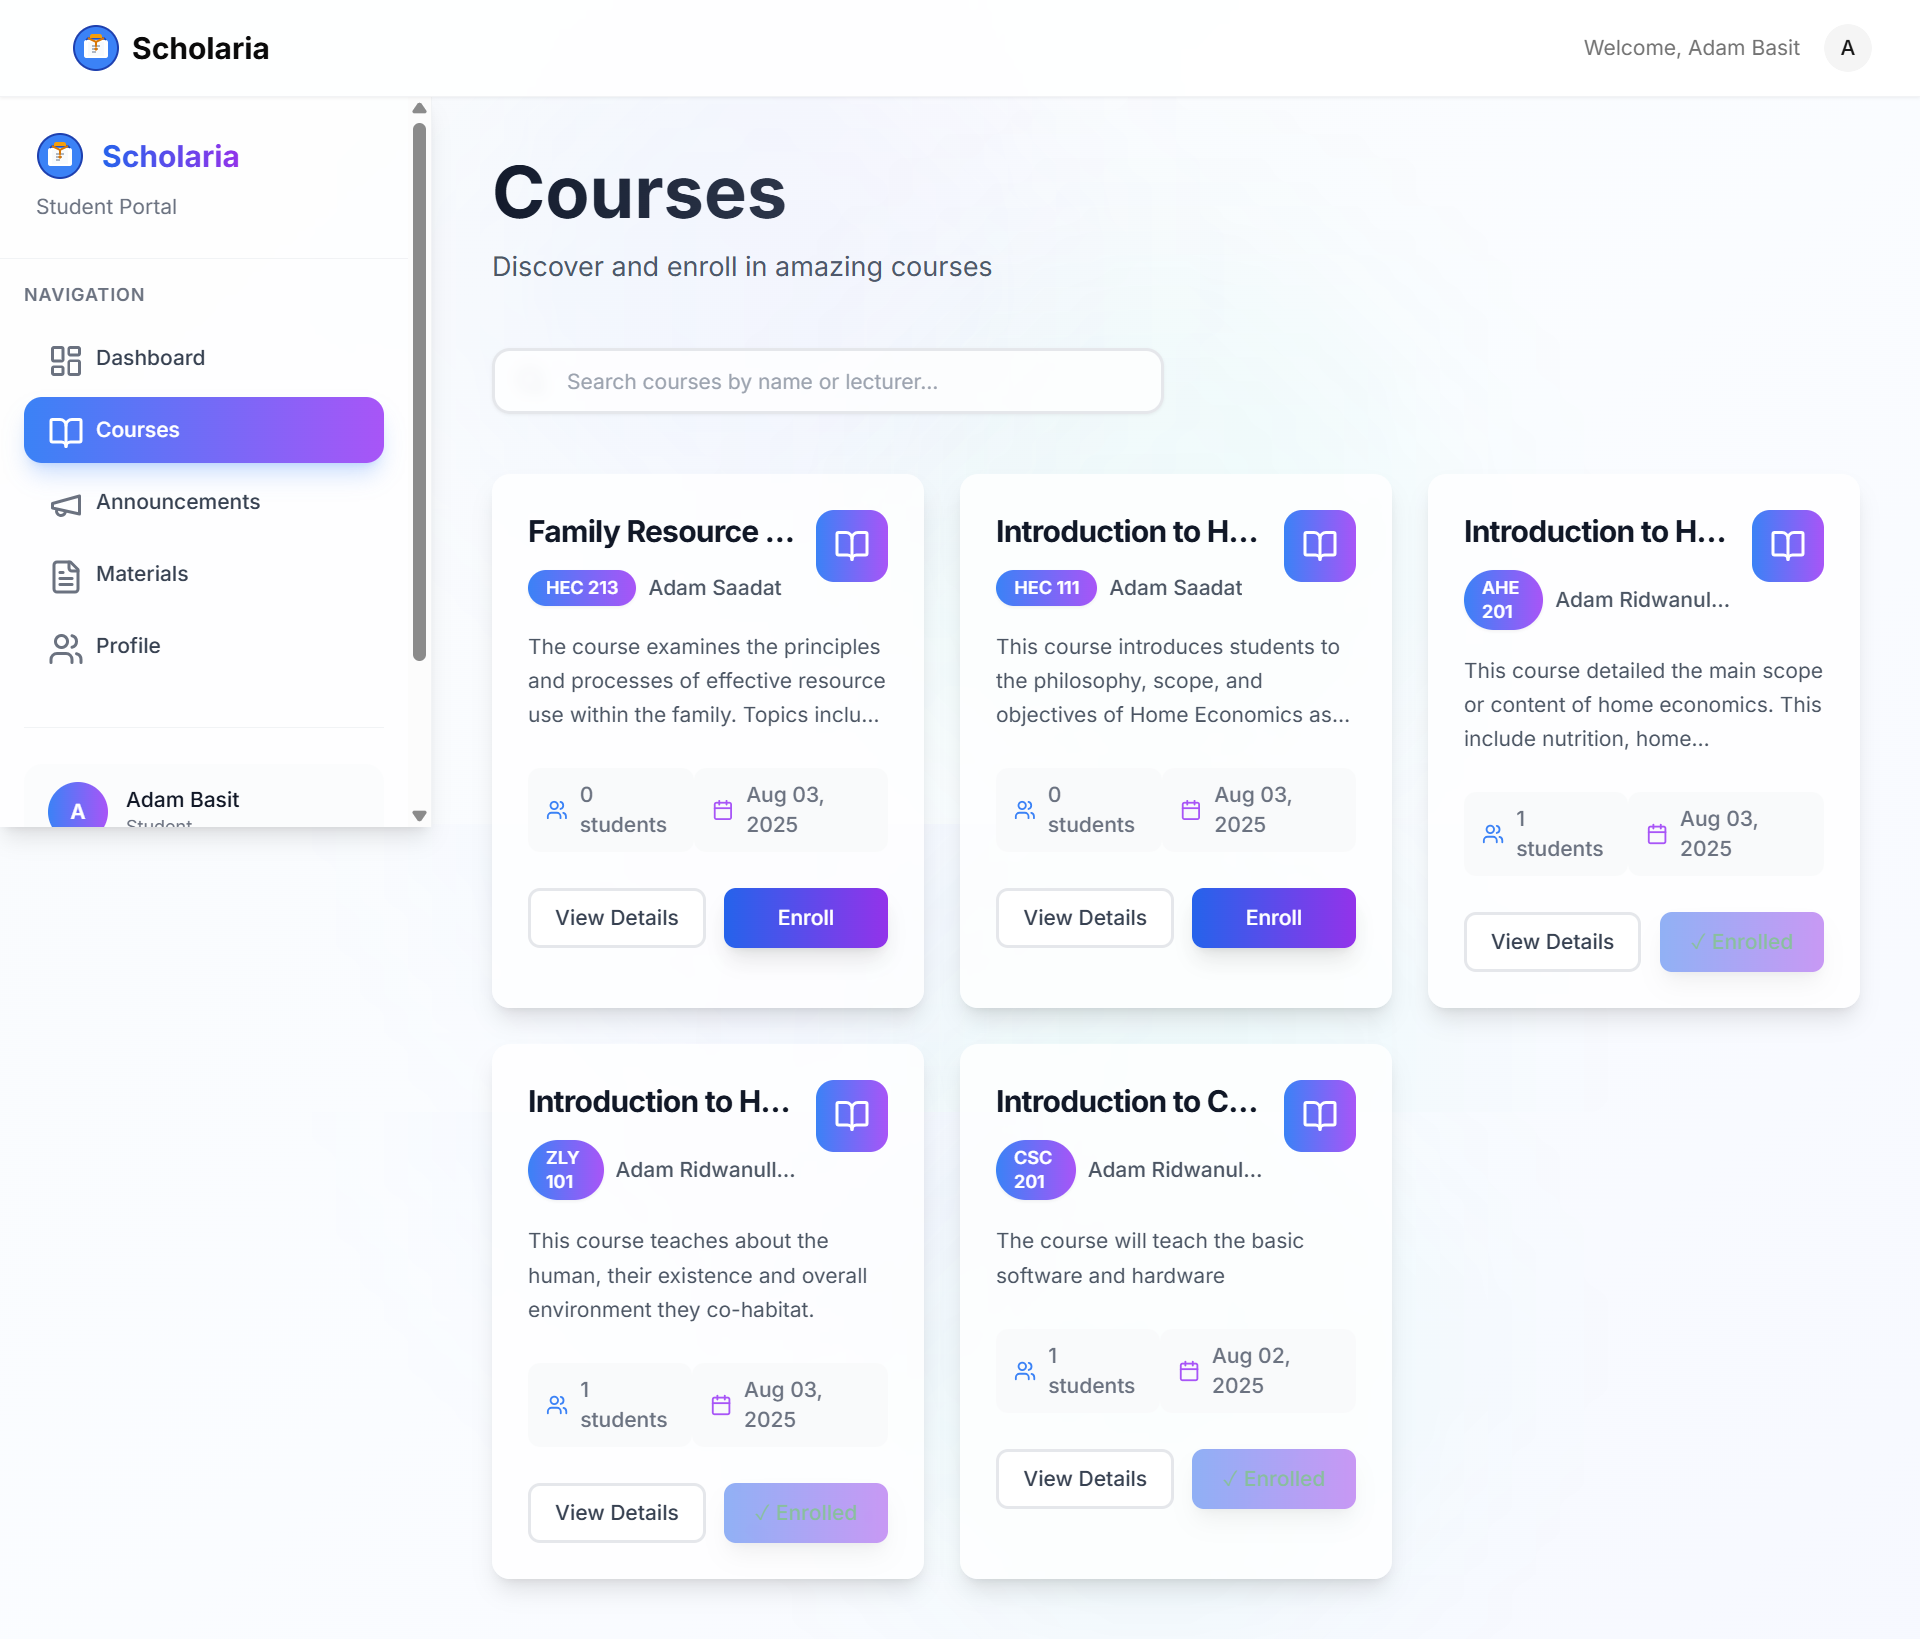 Scholaria
Welcome, Adam Basit
A
Scholaria
Student Portal
NAVIGATION
Dashboard
Courses
Announcements
Materials
Profile
A
Adam Basit
Student
Courses
Discover and enroll in amazing courses
Search courses by name or lecturer...
Family Resource ...
HEC 213
Adam Saadat
The course examines the principles
and processes of effective resource
use within the family. Topics inclu...
0
students
Aug 03,
2025
View Details
Enroll
Introduction to H...
HEC 111
Adam Saadat
This course introduces students to
the philosophy, scope, and
objectives of Home Economics as...
0
students
Aug 03,
2025
View Details
Enroll
Introduction to H...
AHE
201
Adam Ridwanul...
This course detailed the main scope
or content of home economics. This
include nutrition, home...
1
students
Aug 03,
2025
View Details
✓ Enrolled
Introduction to H...
ZLY
101
Adam Ridwanull...
This course teaches about the
human, their existence and overall
environment they co-habitat.
1
students
Aug 03,
2025
View Details
✓ Enrolled
Introduction to C...
CSC
201
Adam Ridwanul...
The course will teach the basic
software and hardware
1
students
Aug 02,
2025
View Details
✓ Enrolled